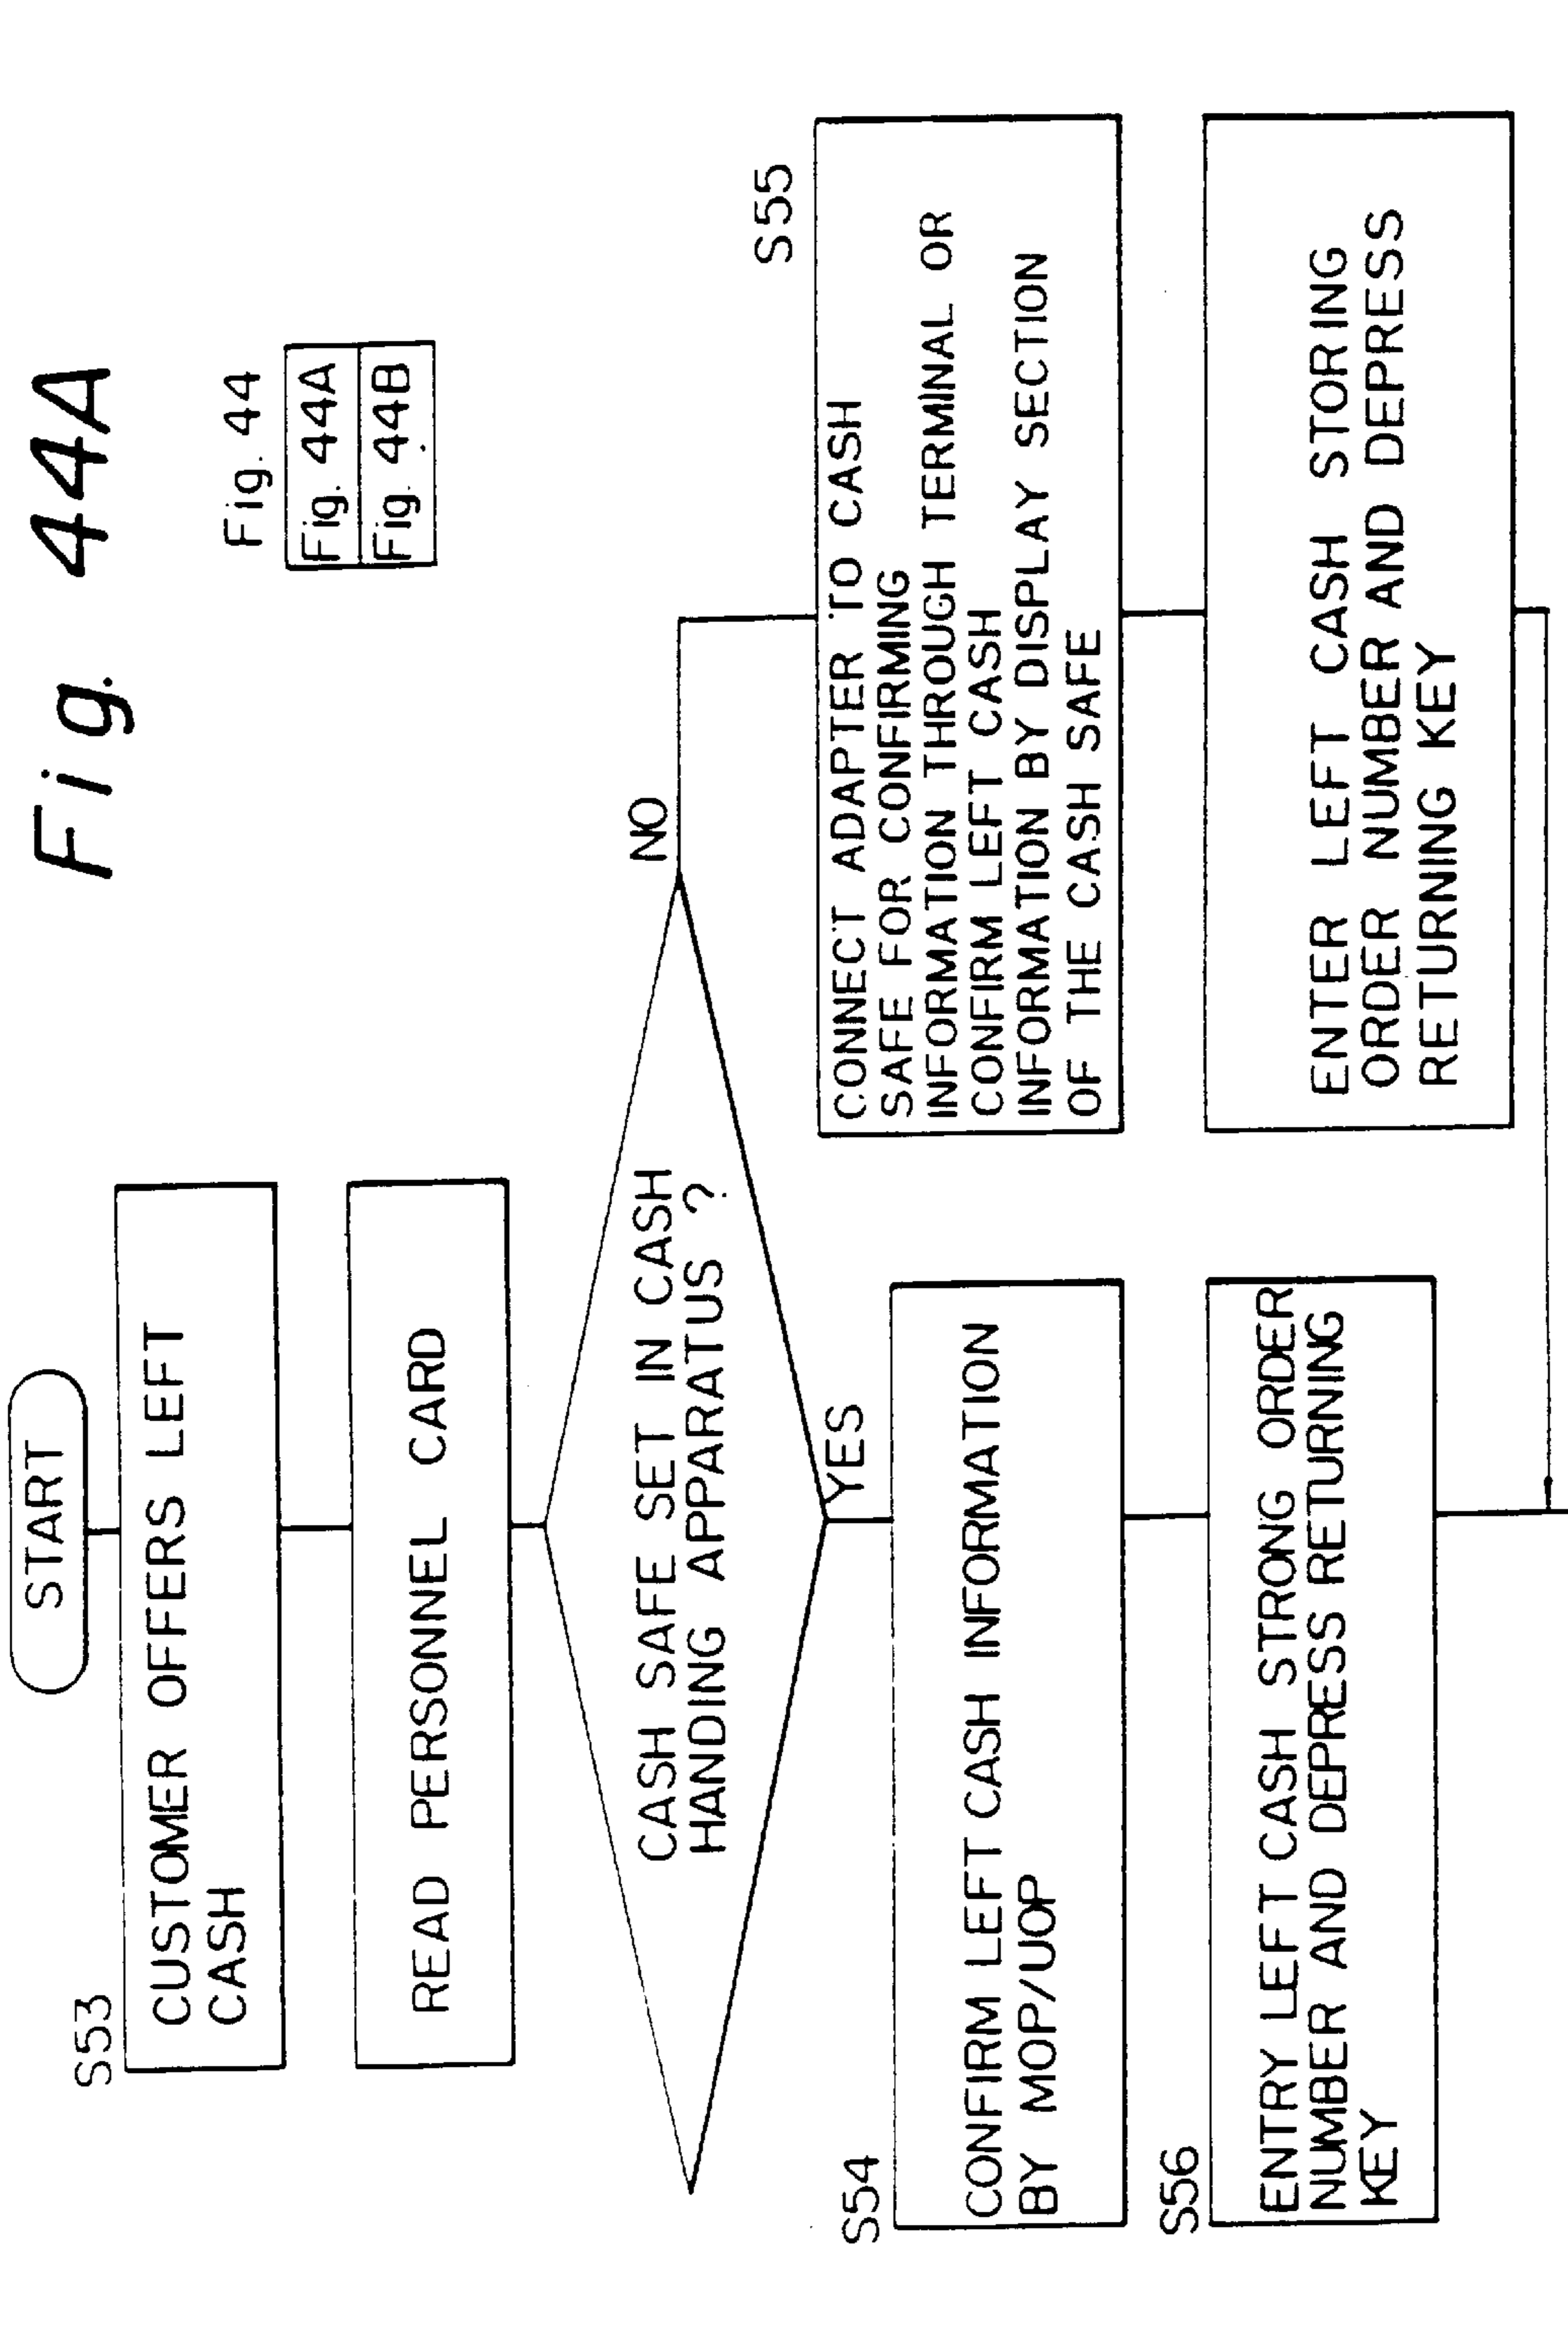 Fig. 44A
Fig. 44
Fig. 44A
Fig. 44B
START
S53
CUSTOMER OFFERS LEFT
CASH
READ PERSONNEL CARD
CASH SAFE SET IN CASH
HANDING APPARATUS ?
NO
YES
S54
CONFIRM LEFT CASH INFORMATION
BY MOP/UOP
S55
CONNECT ADAPTER TO CASH
SAFE FOR CONFIRMING
INFORMATION THROUGH TERMINAL OR
CONFIRM LEFT CASH
INFORMATION BY DISPLAY SECTION
OF THE CASH SAFE
S56
ENTRY LEFT CASH STRONG ORDER
NUMBER AND DEPRESS RETURNING
KEY
ENTER LEFT CASH STORING
ORDER NUMBER AND DEPRESS
RETURNING KEY